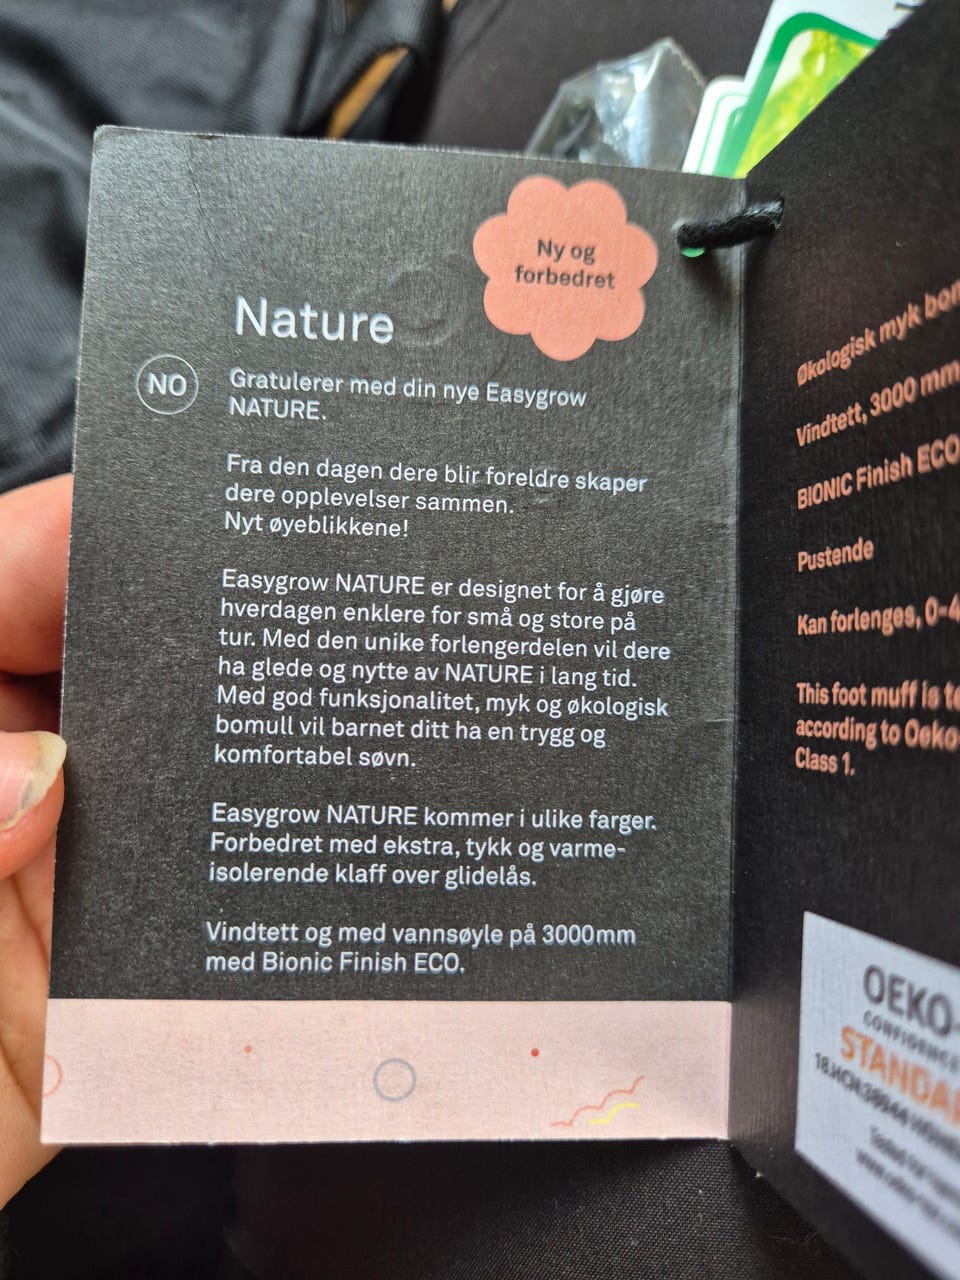 Ny og
forbedret
Nature
NO
Gratulerer med din nye Easygrow
NATURE.
Fra den dagen dere blir foreldre skaper
dere opplevelser sammen.
Nyt øyeblikkene!
Easygrow NATURE er designet for å gjøre
hverdagen enklere for små og store på
tur. Med den unike forlengerdelen vil dere
ha glede og nytte av NATURE i lang tid.
Med god funksjonalitet, myk og økologisk
bomull vil barnet ditt ha en trygg og
komfortabel søvn.
Easygrow NATURE kommer i ulike farger.
Forbedret med ekstra, tykk og varme-
isolerende klaff over glidelås.
Vindtett og med vannsøyle på 3000mm
med Bionic Finish ECO.
Økologisk myk
Vindtett, 3000 mm
BIONIC Finish ECO
Pustende
Kan forlenges, 0-4
This foot muff is
according to Oeko-
Class 1.
OEKO-
CONFIDENCE
STANDA
Tested for